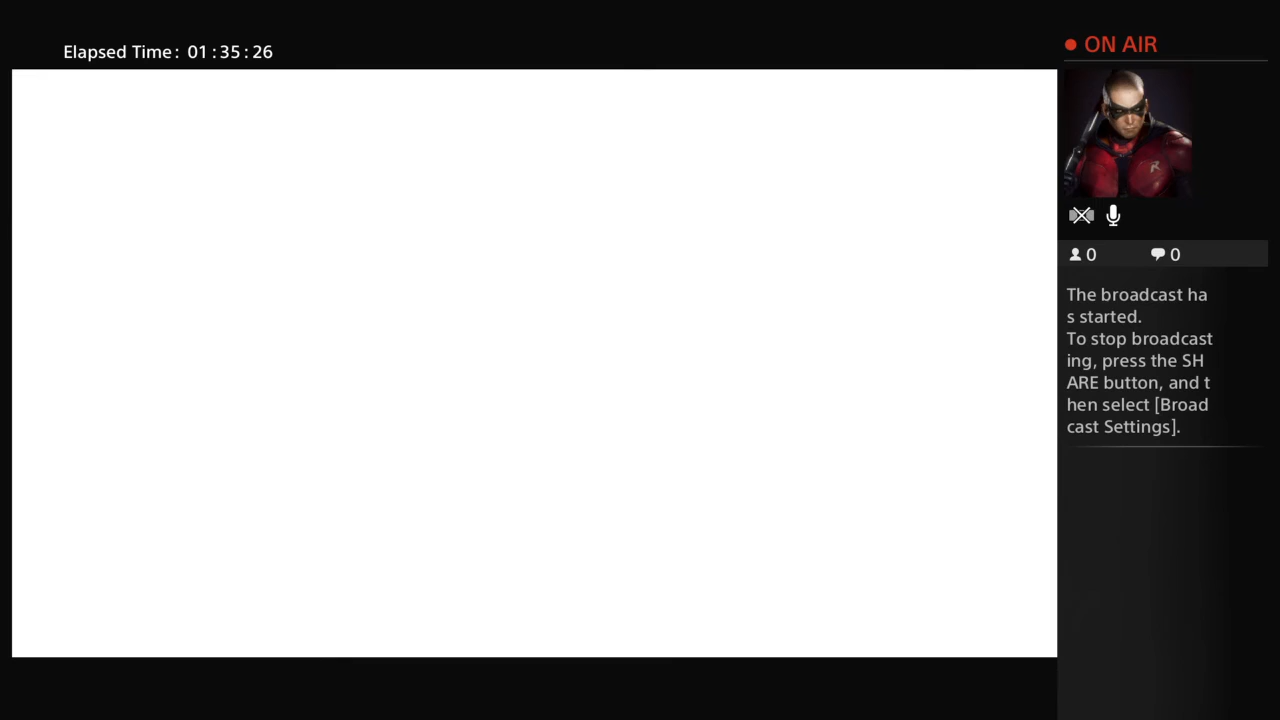 Elapsed Time: 01:35:26
ON AIR
R
0 0
The broadcast ha
s started.
To stop broadcast
ing, press the SH
ARE button, and t
hen select [Broad
cast Settings].